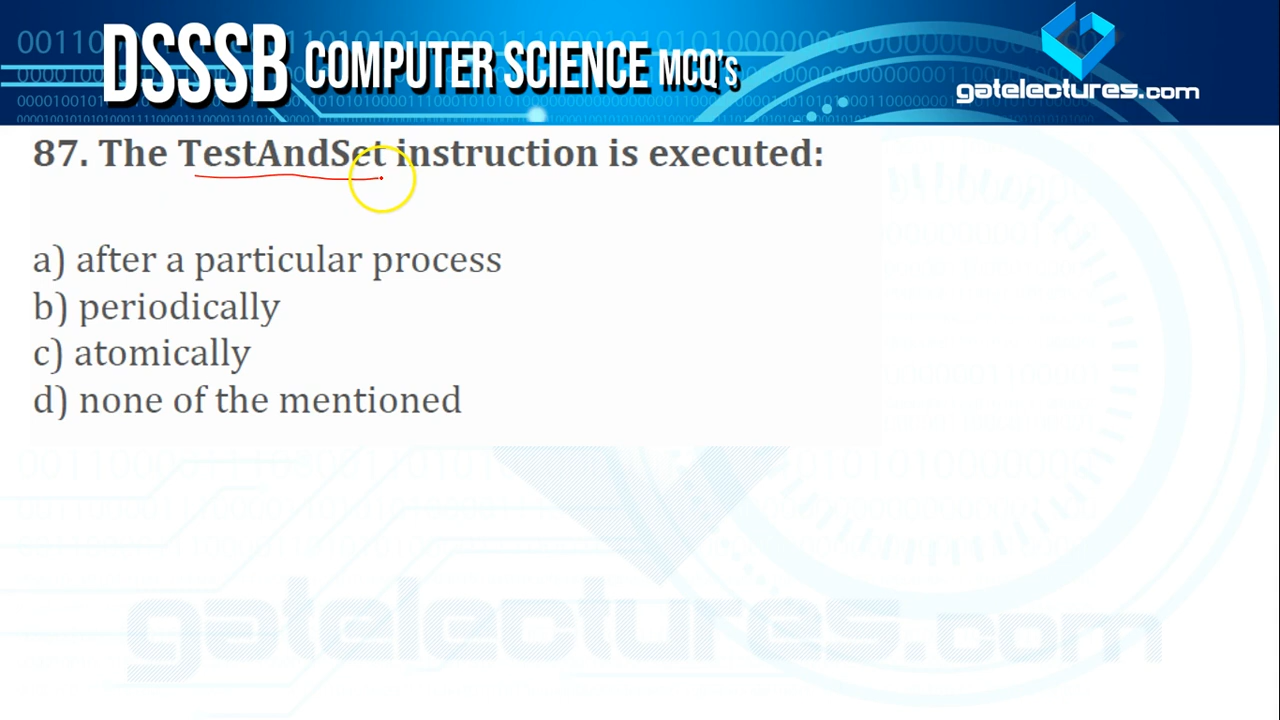 DSSSB COMPUTER SCIENCE MCQ's
gatelectures.com
87. The TestAndSet instruction is executed:
a) after a particular process
b) periodically
c) atomically
d) none of the mentioned
gatelectures.com